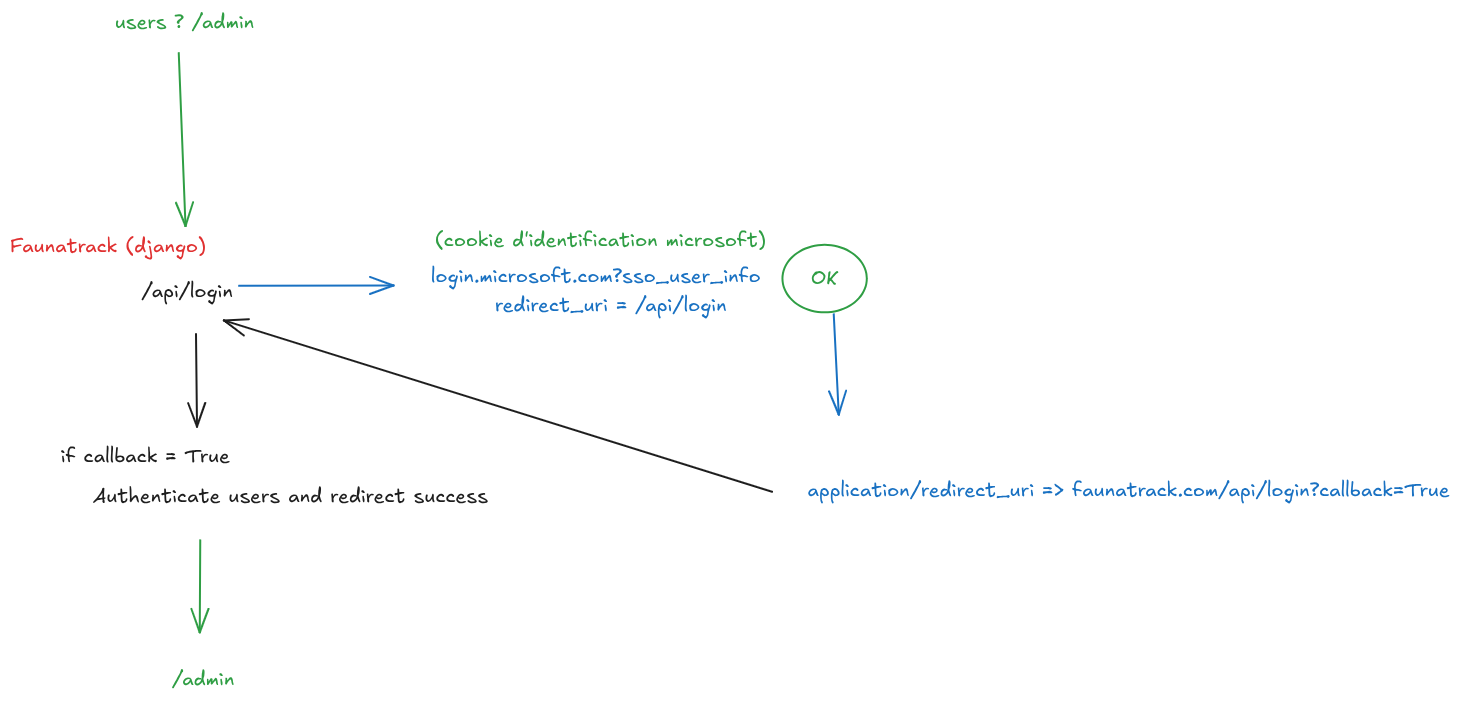 users ? /admin
Faunatrack (django)
(cookie d'identification microsoft)
/api/login
login.microsoft.com?sso_user_info
OK
redirect_uri = /api/login
if callback = True
Authenticate users and redirect success
application/redirect_uri => faunatrack.com/api/login?callback=True
/admin